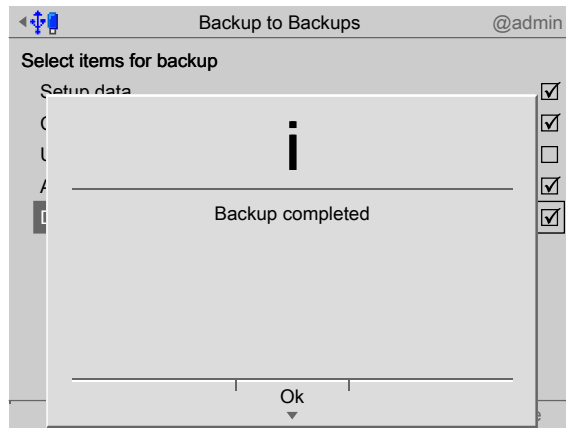 Backup to Backups @admin
Select items for backup
Setup data
i
Backup completed
Ok